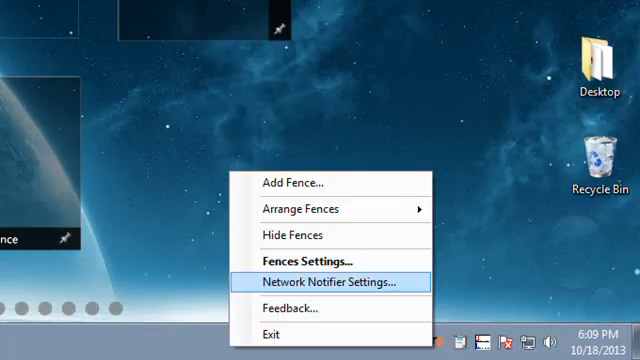 Desktop
Recycle Bin
nce
Add Fence...
Arrange Fences
Hide Fences
Fences Settings...
Network Notifier Settings...
Feedback...
Exit
6:09 PM
10/18/2013